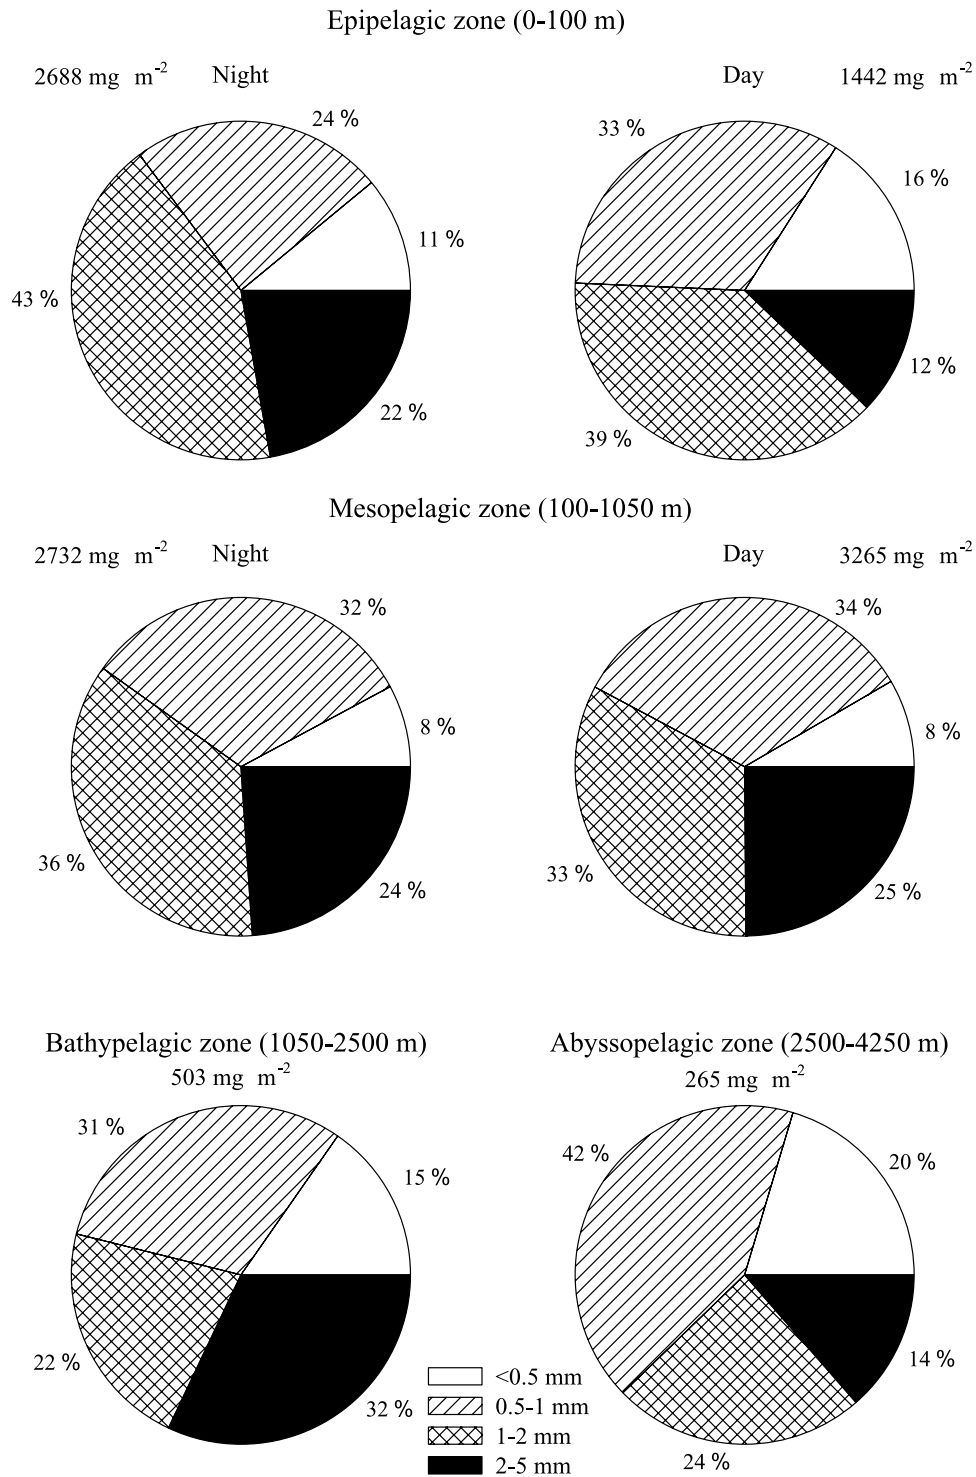 Epipelagic zone (0-100 m)
2688 mg m-2 Night Day 1442 mg m-2
24 %
33 %
16 %
11 %
43 %
12 %
22 %
39 %
Mesopelagic zone (100-1050 m)
2732 mg m-2 Night Day 3265 mg m-2
32 %
34 %
8 %
8 %
36 %
33 %
24 %
25 %
Bathypelagic zone (1050-2500 m)
503 mg m-2
Abyssopelagic zone (2500-4250 m)
265 mg m-2
31 %
42 %
15 %
20 %
22 %
14 %
32 %
24 %
<0.5 mm
0.5-1 mm
1-2 mm
2-5 mm